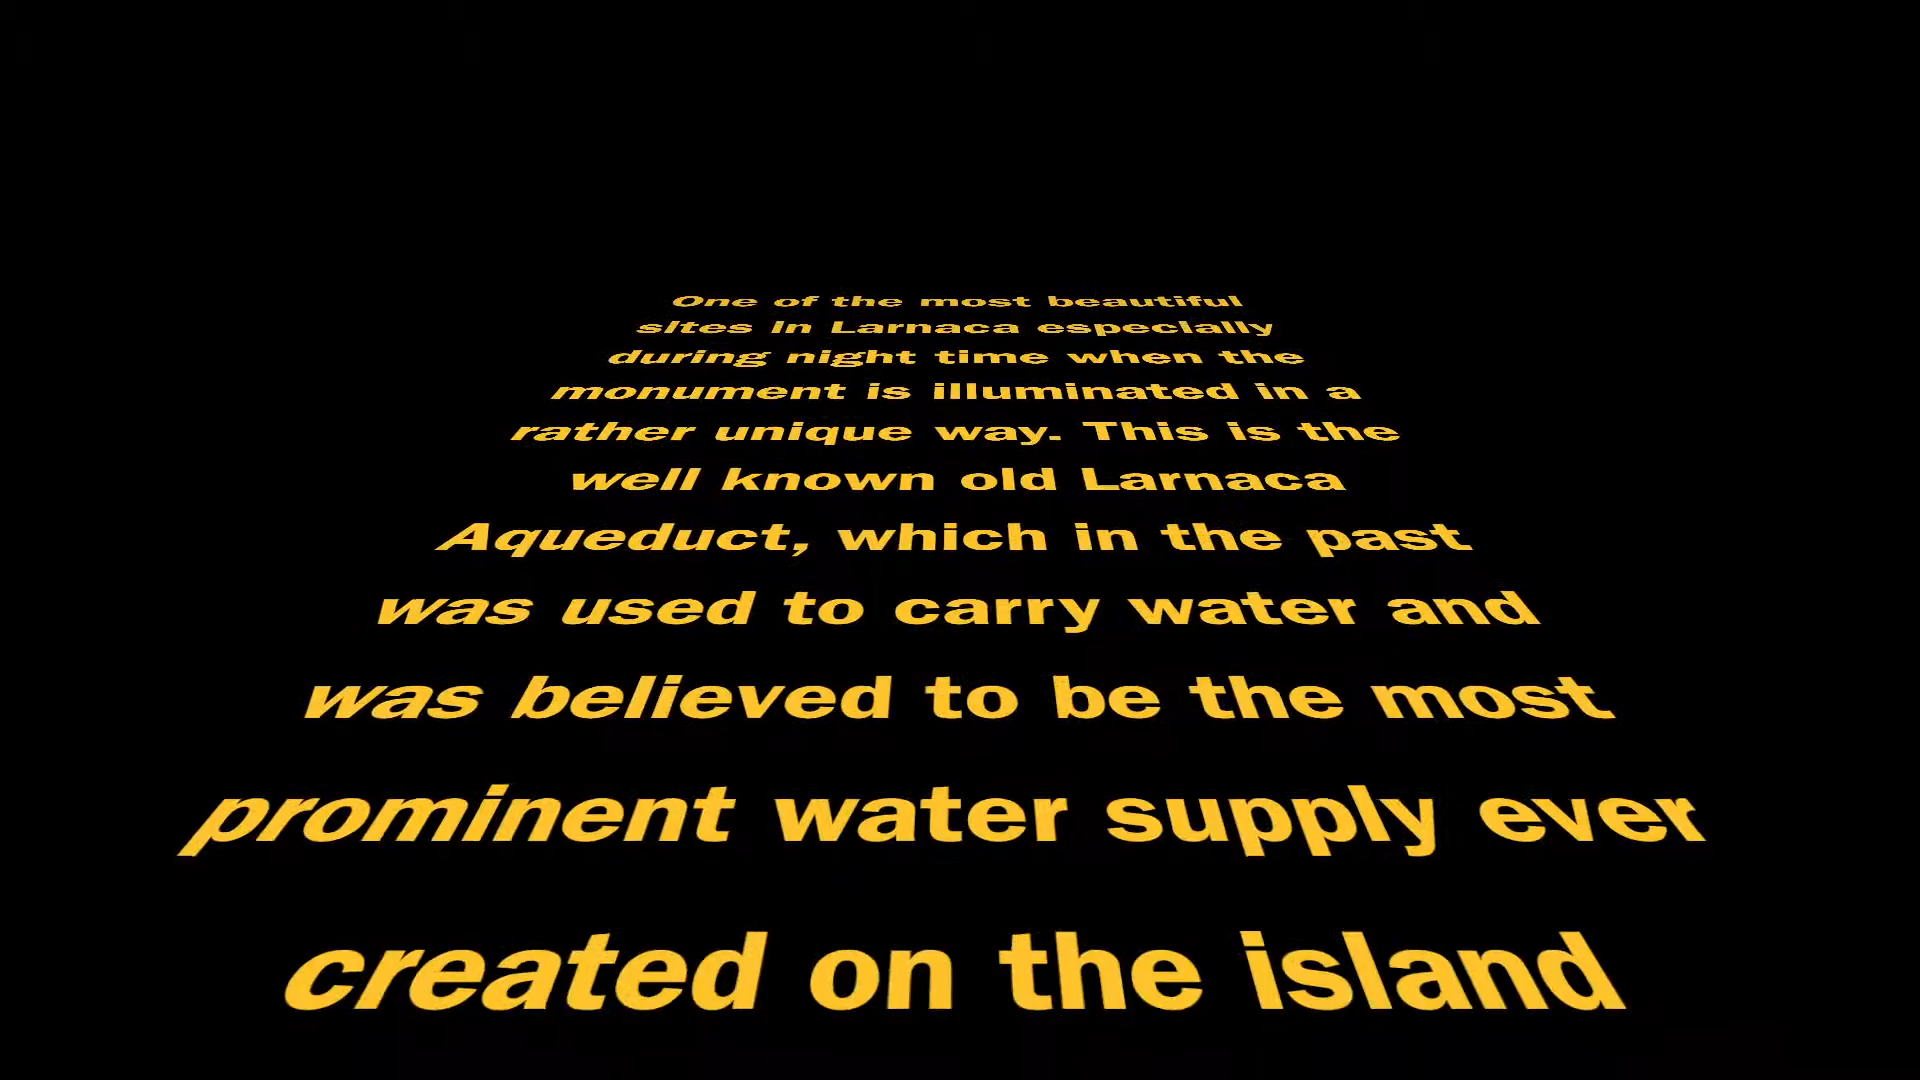 One of the most beautiful
sites in Larnaca especially
during night time when the
monument is illuminated in a
rather unique way. This is the
well known old Larnaca
Aqueduct, which in the past
was used to carry water and
was believed to be the most
prominent water supply ever
created on the island